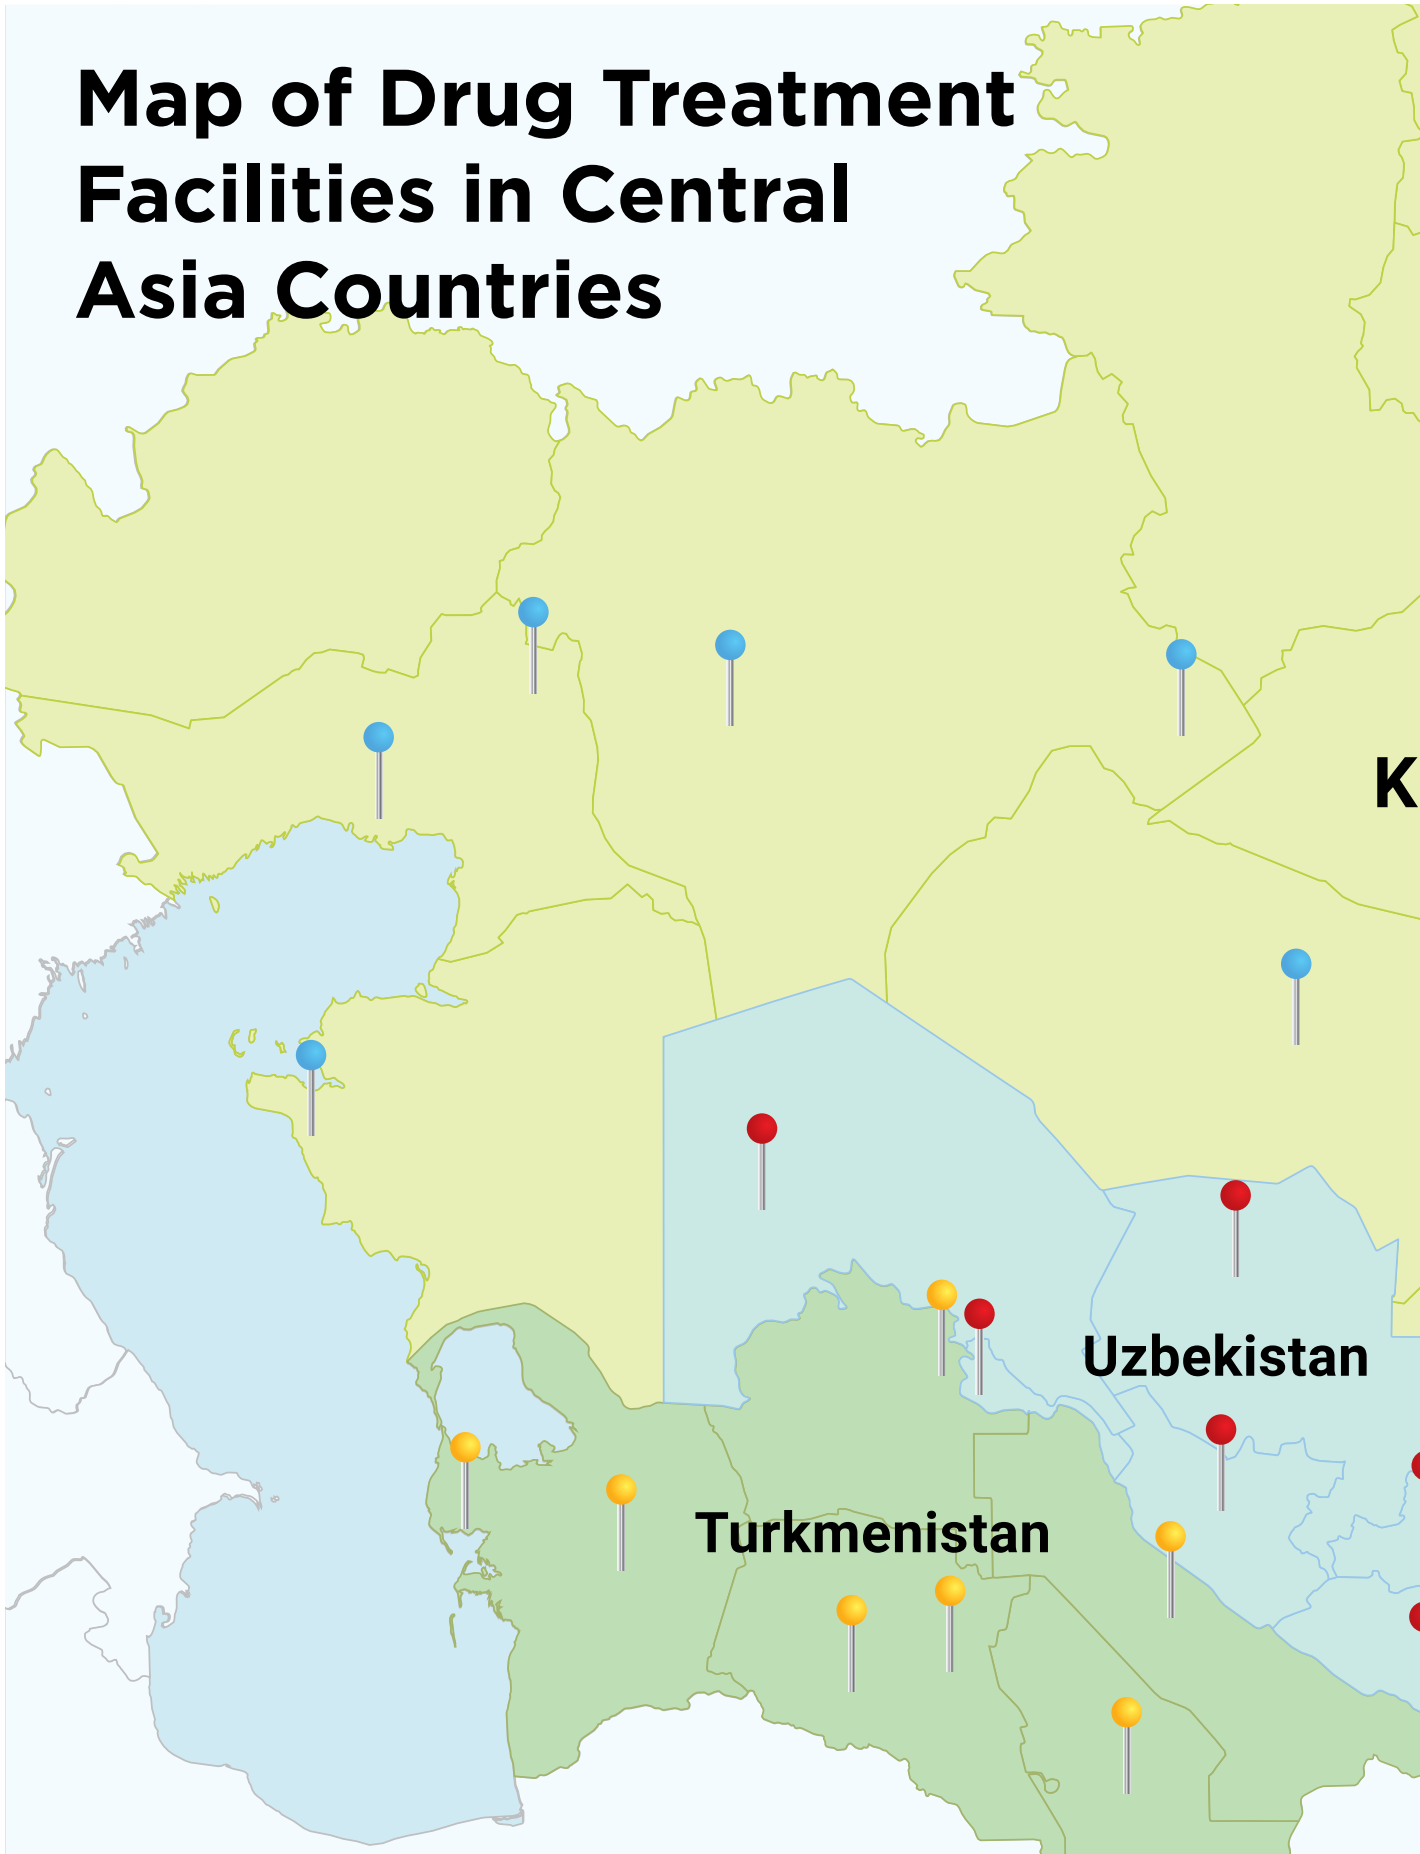 Map of Drug Treatment
Facilities in Central
Asia Countries
K
Uzbekistan
Turkmenistan